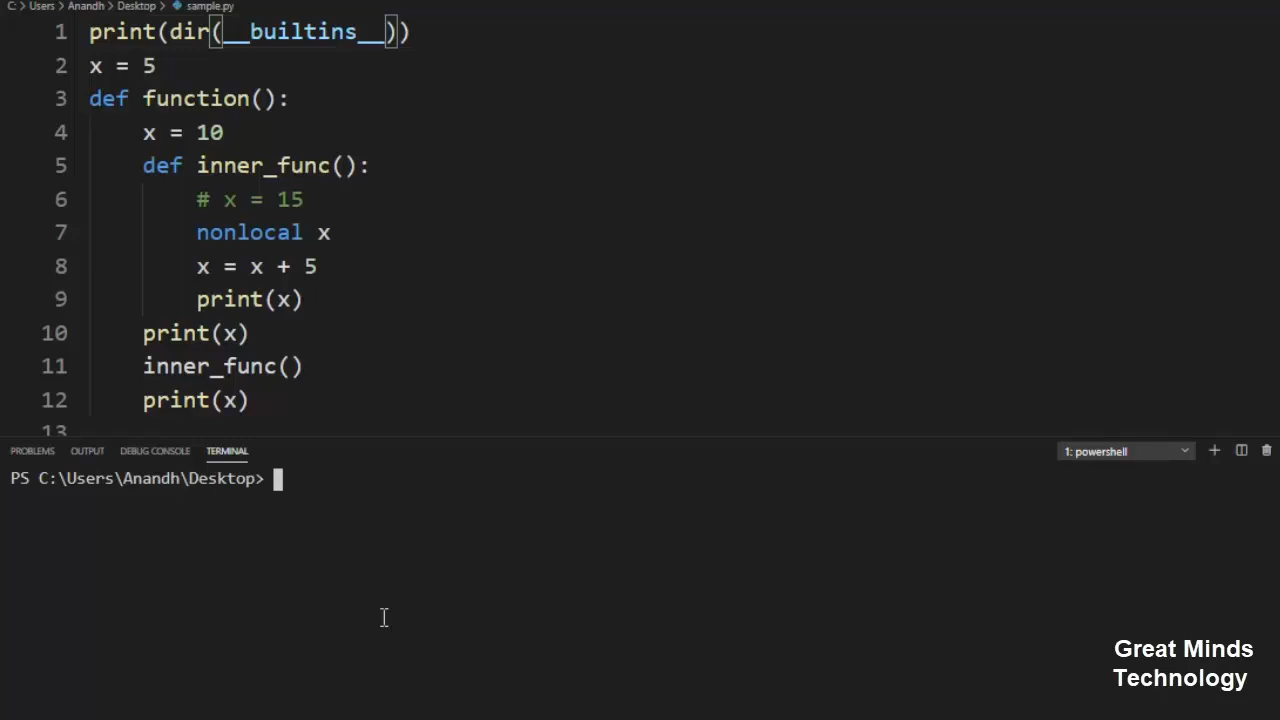 C: > Users > Anandh > Desktop > sample.py
1 print(dir(__builtins__))
2 x = 5
3 def function():
4     x = 10
5     def inner_func():
6         # x = 15
7         nonlocal x
8         x = x + 5
9         print(x)
10     print(x)
11     inner_func()
12     print(x)
13
PROBLEMS OUTPUT DEBUG CONSOLE TERMINAL 1: powershell
PS C:\Users\Anandh\Desktop>
Great Minds
Technology